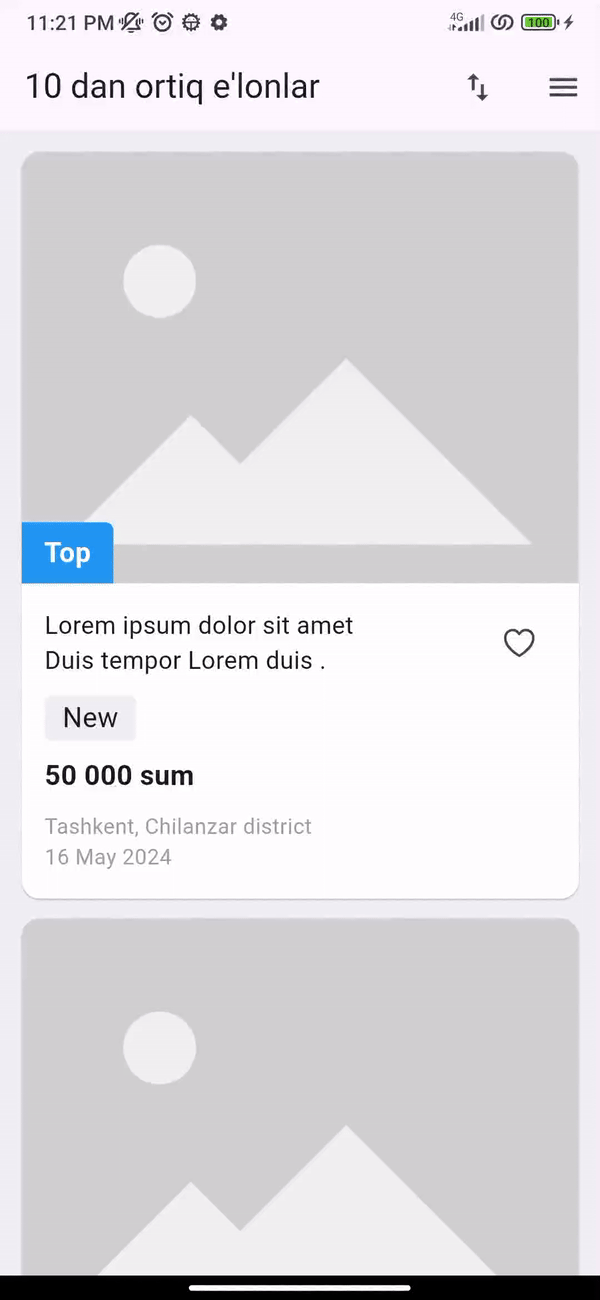 11:21 PM
4G
100
10 dan ortiq e'lonlar
Top
Lorem ipsum dolor sit amet
Duis tempor Lorem duis .
New
50 000 sum
Tashkent, Chilanzar district
16 May 2024